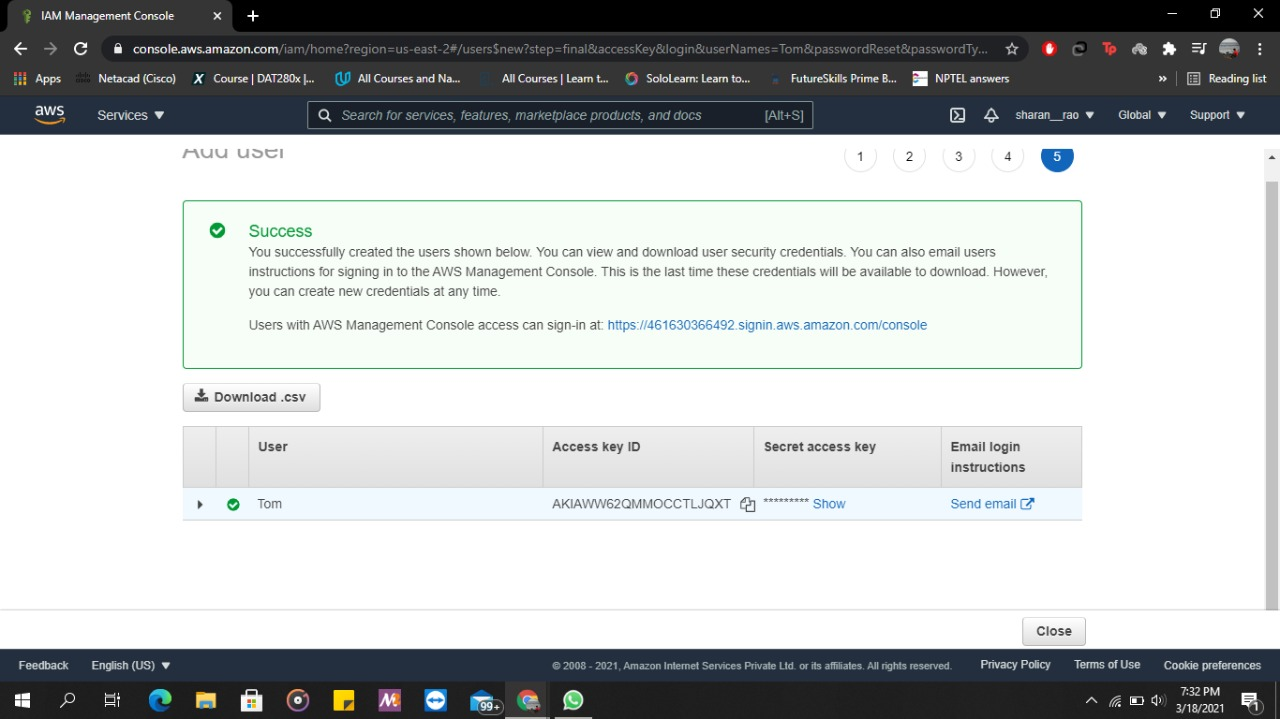 IAM Management Console
console.aws.amazon.com/iam/home?region=us-east-2#/users$new?step=final&accessKey&login&userNames=Tom&passwordReset&passwordTy...
Apps Netacad (Cisco) Course | DAT280x |... All Courses and Na... All Courses | Learn t... SoloLearn: Learn to... FutureSkills Prime B... NPTEL answers » Reading list
aws Services Search for services, features, marketplace products, and docs [Alt+S] sharan__rao Global Support
Add user 1 2 3 4 5
Success
You successfully created the users shown below. You can view and download user security credentials. You can also email users
instructions for signing in to the AWS Management Console. This is the last time these credentials will be available to download. However,
you can create new credentials at any time.
Users with AWS Management Console access can sign-in at: https://461630366492.signin.aws.amazon.com/console
Download .csv
User Access key ID Secret access key Email login
instructions
Tom AKIAWW62QMMOCCTLJQXT ********* Show Send email
Close
Feedback English (US) © 2008 - 2021, Amazon Internet Services Private Ltd. or its affiliates. All rights reserved. Privacy Policy Terms of Use Cookie preferences
99+ 7:32 PM
3/18/2021 1